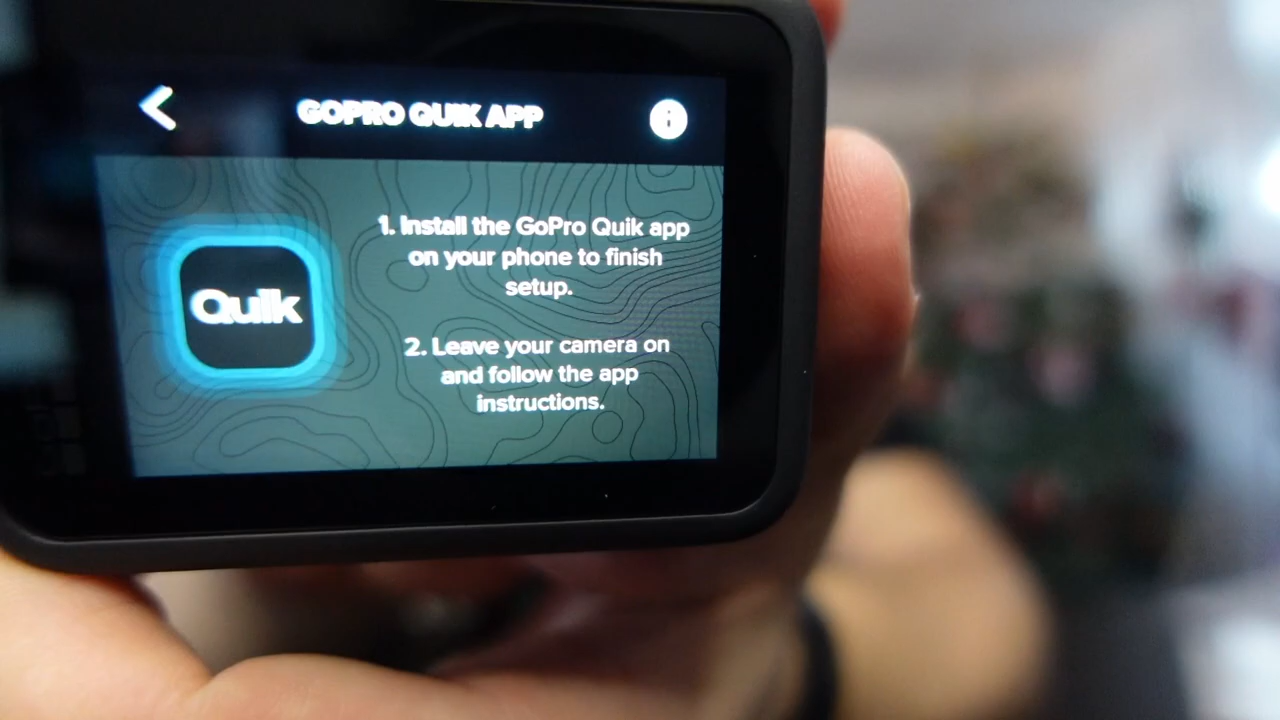 GOPRO QUIK APP
Quik
1. Install the GoPro Quik app
on your phone to finish
setup.
2. Leave your camera on
and follow the app
instructions.